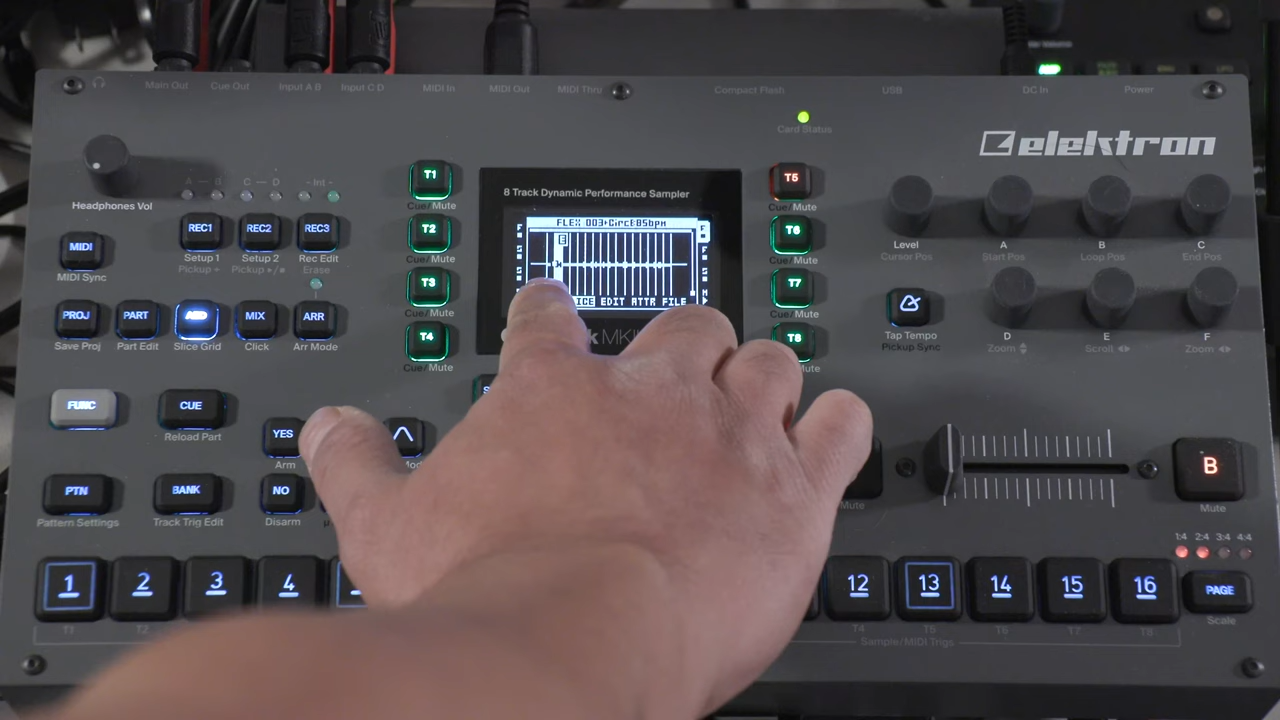 Main Out
Cue Out
Input A B
Input C D
MIDI In
MIDI Out
MIDI Thru
Compact Flash
USB
DC In
Power
Card Status
elektron
Headphones Vol
A
B
C
D
Int
T1
Cue/Mute
T2
Cue/Mute
T3
Cue/Mute
T4
Cue/Mute
8 Track Dynamic Performance Sampler
EDIT ATTR FILE
T5
Cue/Mute
T6
Cue/Mute
T7
Cue/Mute
T8
Mute
Level
Cursor Pos
A
Start Pos
B
Loop Pos
C
End Pos
D
Zoom
E
Scroll
F
Zoom
REC1
Setup 1
Pickup +
REC2
Setup 2
Pickup
REC3
Rec Edit
Erase
MIDI
MIDI Sync
PROJ
Save Proj
PART
Part Edit
Slice Grid
MIX
Click
ARR
Arr Mode
Tap Tempo
Pickup Sync
FUNC
CUE
Reload Part
YES
Arm
PTN
Pattern Settings
BANK
Track Trig Edit
NO
Disarm
Mute
B
Mute
1:4 2:4 3:4 4:4
1
2
3
4
12
13
14
15
16
PAGE
Scale
T1
T2
T4
T5
T6
T7
T8
Sample/MIDI Trigs